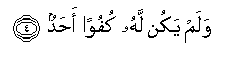 وَلَمْ يَكُن لَّهُۥ كُفُوًا أَحَدٌۢ ﴿٤﴾